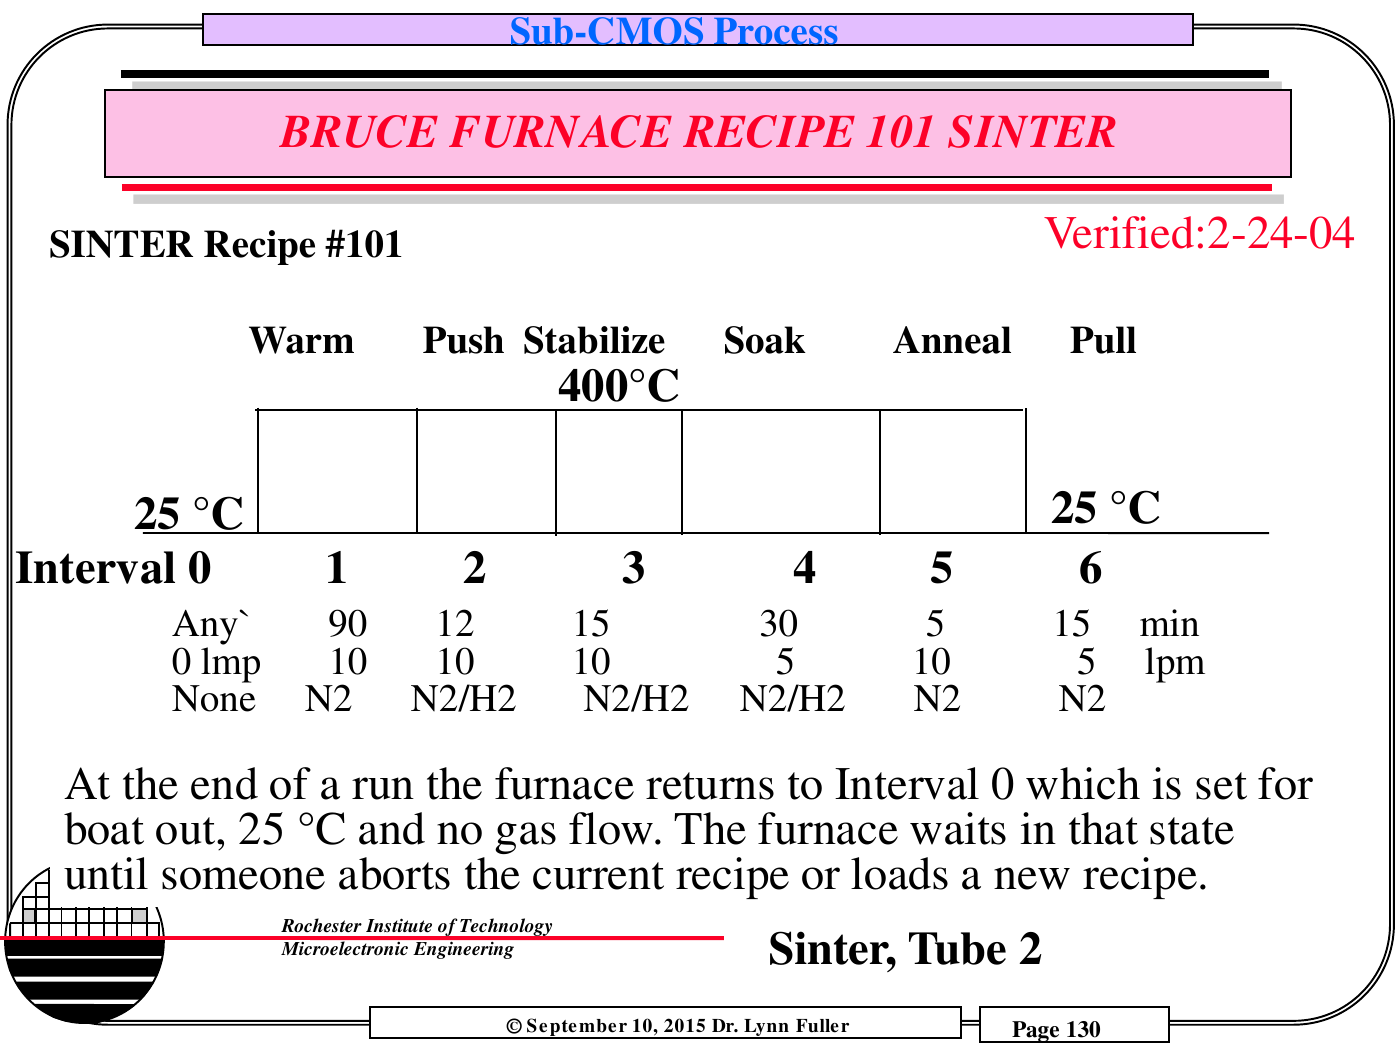 Sub-CMOS Process
BRUCE FURNACE RECIPE 101 SINTER
SINTER Recipe #101
Verified:2-24-04
Warm Push Stabilize Soak Anneal Pull
400°C
25 °C 25 °C
Interval 0 1 2 3 4 5 6
Any` 90 12 15 30 5 15 min
0 lmp 10 10 10 5 10 5 lpm
None N2 N2/H2 N2/H2 N2/H2 N2 N2
At the end of a run the furnace returns to Interval 0 which is set for
boat out, 25 °C and no gas flow. The furnace waits in that state
until someone aborts the current recipe or loads a new recipe.
Rochester Institute of Technology
Microelectronic Engineering
Sinter, Tube 2
© September 10, 2015 Dr. Lynn Fuller
Page 130